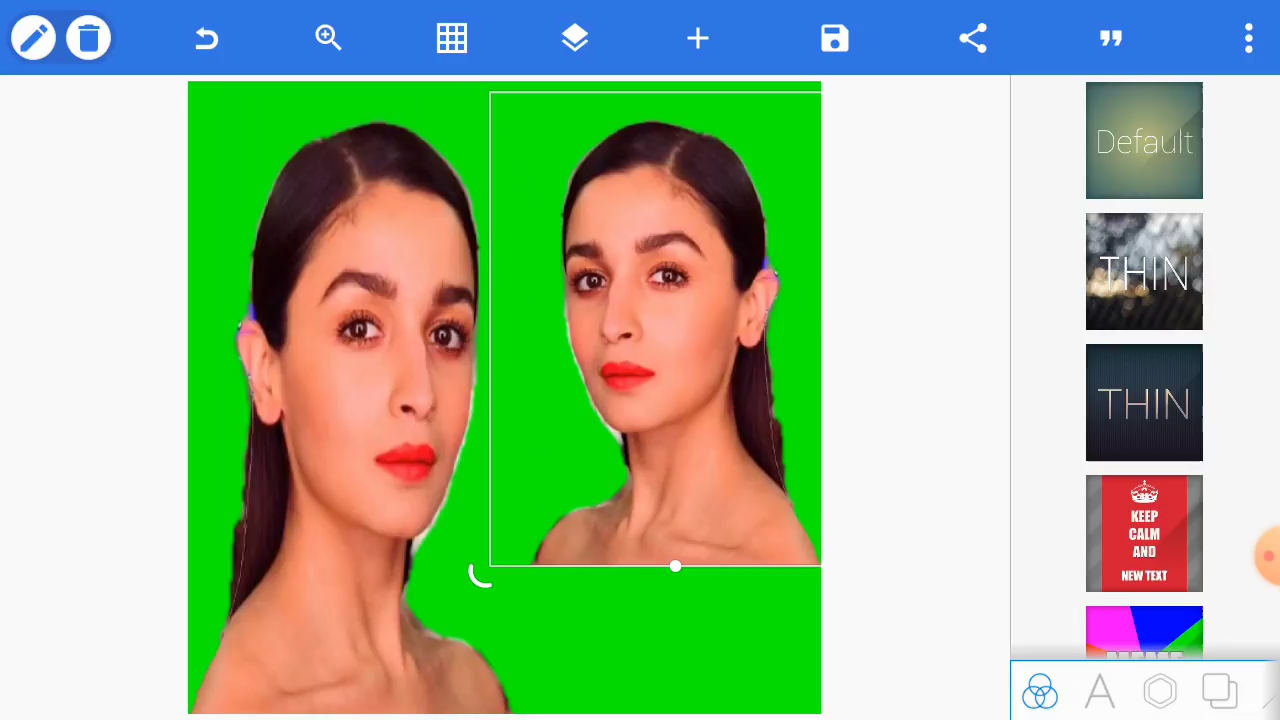 Default
THIN
THIN
KEEP
CALM
AND
NEW TEXT